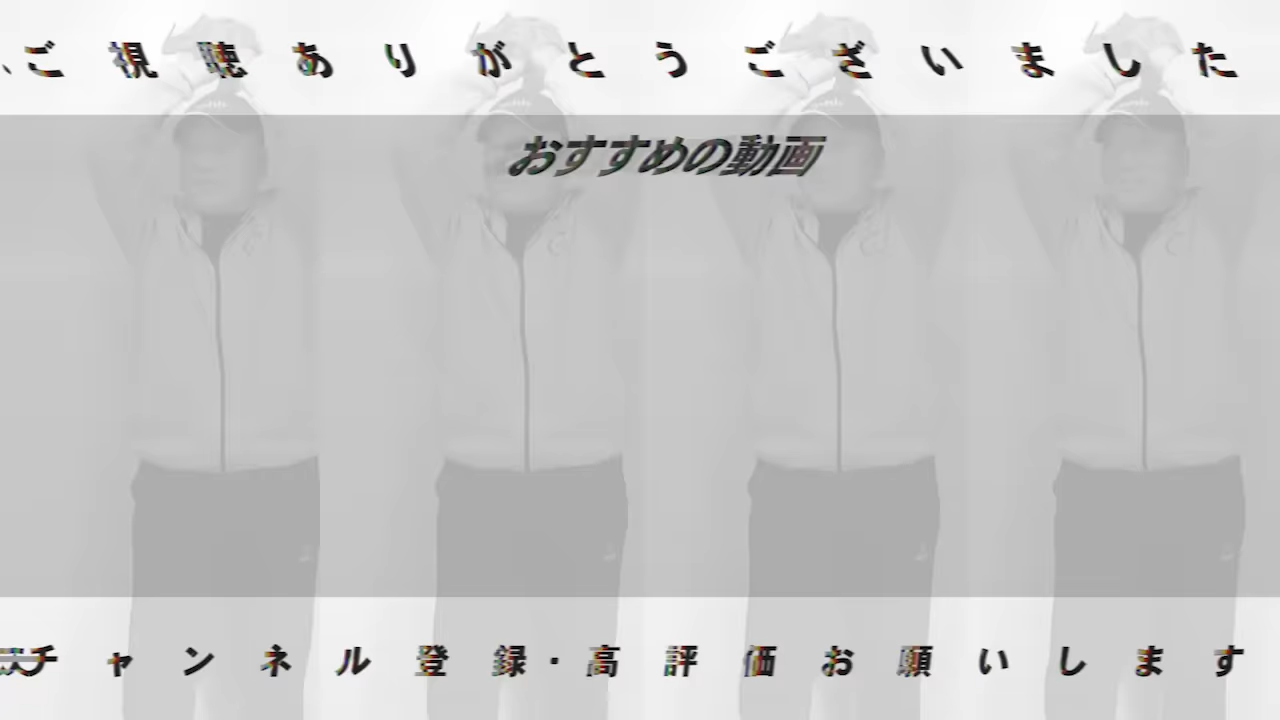 ご視聴ありがとうございました
おすすめの動画
チャンネル登録・高評価お願いします